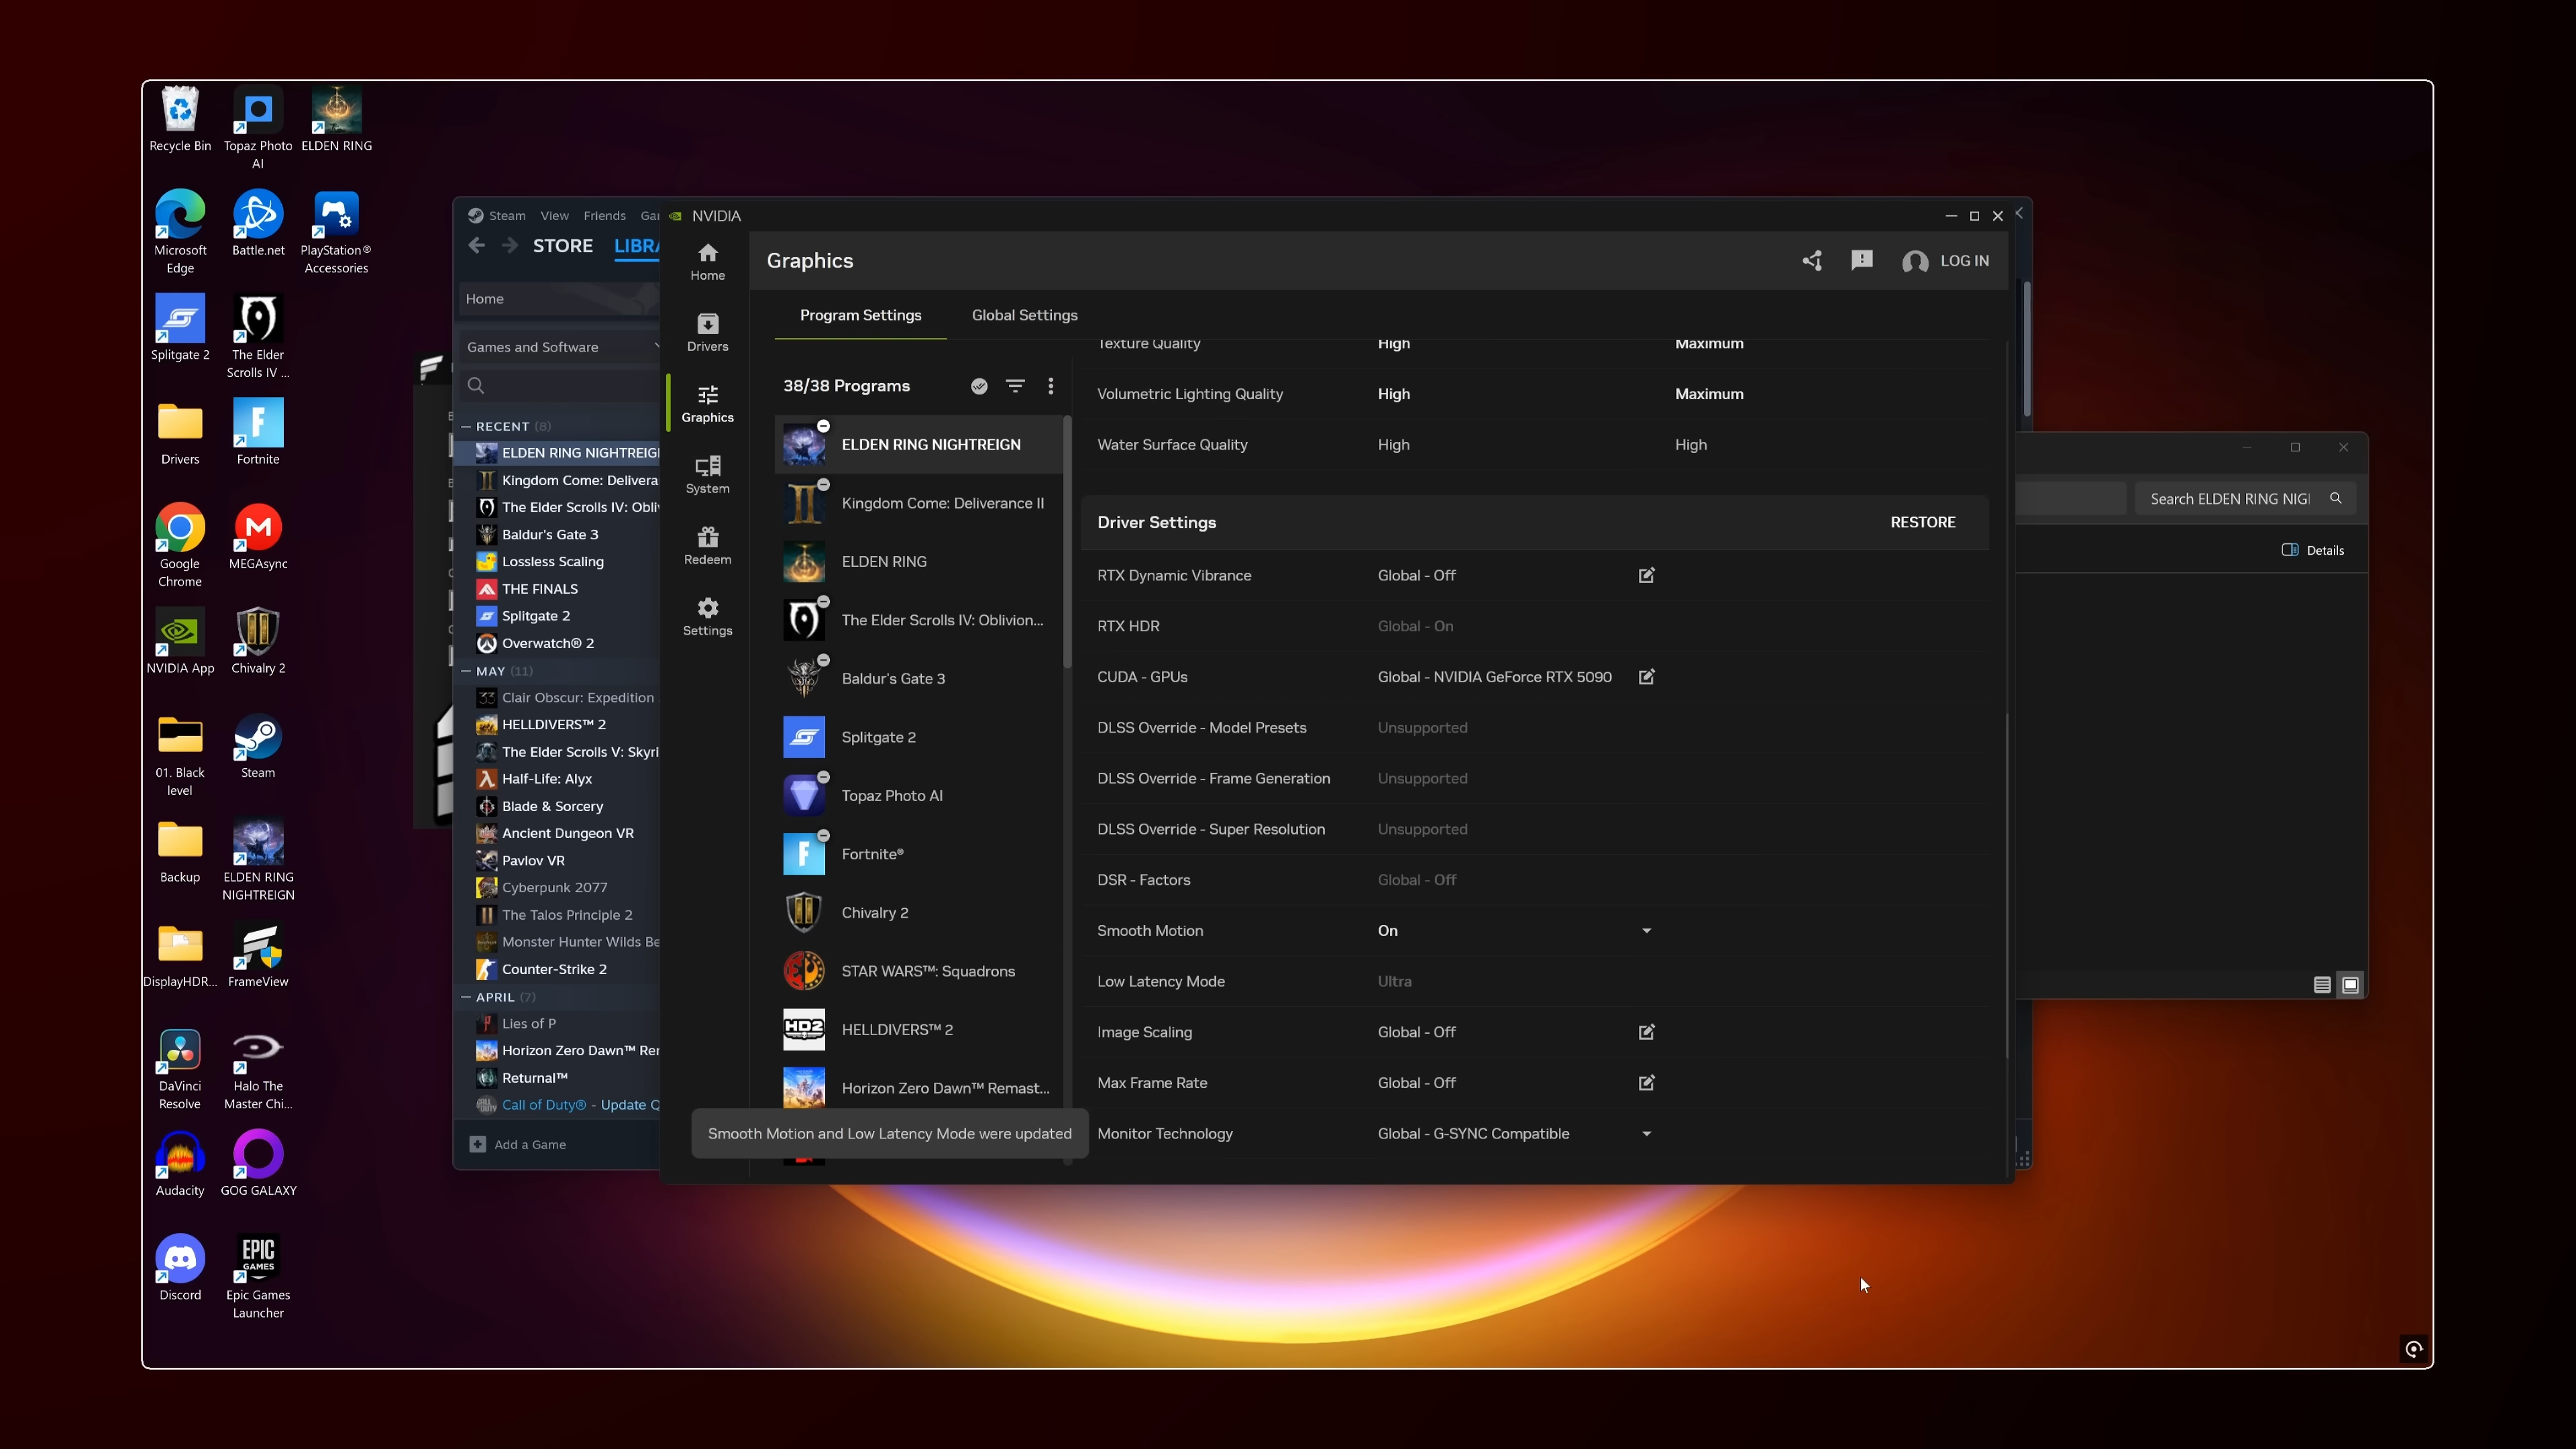 Recycle Bin
Topaz Photo
AI
ELDEN RING
Microsoft
Edge
Battle.net
PlayStation®
Accessories
Splitgate 2
The Elder
Scrolls IV ...
Drivers
Fortnite
Google
Chrome
MEGAsync
NVIDIA App
Chivalry 2
01. Black
level
Steam
Backup
ELDEN RING
NIGHTREIGN
DisplayHDR...
FrameView
DaVinci
Resolve
Halo The
Master Chi...
Audacity
GOG GALAXY
Discord
EPIC
GAMES
Epic Games
Launcher
Steam View Friends
STORE
Home
Games and Software
RECENT (8)
ELDEN RING NIGHTREIG
Kingdom Come: Delivera
The Elder Scrolls IV: Obliv
Baldur's Gate 3
Lossless Scaling
THE FINALS
Splitgate 2
Overwatch® 2
MAY (11)
Clair Obscur: Expedition
HELLDIVERS™ 2
The Elder Scrolls V: Skyri
Half-Life: Alyx
Blade & Sorcery
Ancient Dungeon VR
Pavlov VR
Cyberpunk 2077
The Talos Principle 2
Monster Hunter Wilds Be
Counter-Strike 2
APRIL (7)
Lies of P
Horizon Zero Dawn™ Rer
Returnal™
Call of Duty® - Update Q
Add a Game
NVIDIA
Home
Drivers
Graphics
System
Redeem
Settings
Graphics
LOG IN
Program Settings
Global Settings
38/38 Programs
ELDEN RING NIGHTREIGN
Kingdom Come: Deliverance II
ELDEN RING
The Elder Scrolls IV: Oblivion...
Baldur's Gate 3
Splitgate 2
Topaz Photo AI
Fortnite®
Chivalry 2
STAR WARS™: Squadrons
HD2
HELLDIVERS™ 2
Horizon Zero Dawn™ Remast...
Smooth Motion and Low Latency Mode were updated
Texture Quality High Maximum
Volumetric Lighting Quality High Maximum
Water Surface Quality High High
Driver Settings RESTORE
RTX Dynamic Vibrance Global - Off
RTX HDR Global - On
CUDA - GPUs Global - NVIDIA GeForce RTX 5090
DLSS Override - Model Presets Unsupported
DLSS Override - Frame Generation Unsupported
DLSS Override - Super Resolution Unsupported
DSR - Factors Global - Off
Smooth Motion On
Low Latency Mode Ultra
Image Scaling Global - Off
Max Frame Rate Global - Off
Monitor Technology Global - G-SYNC Compatible
Search ELDEN RING NIGI
Details